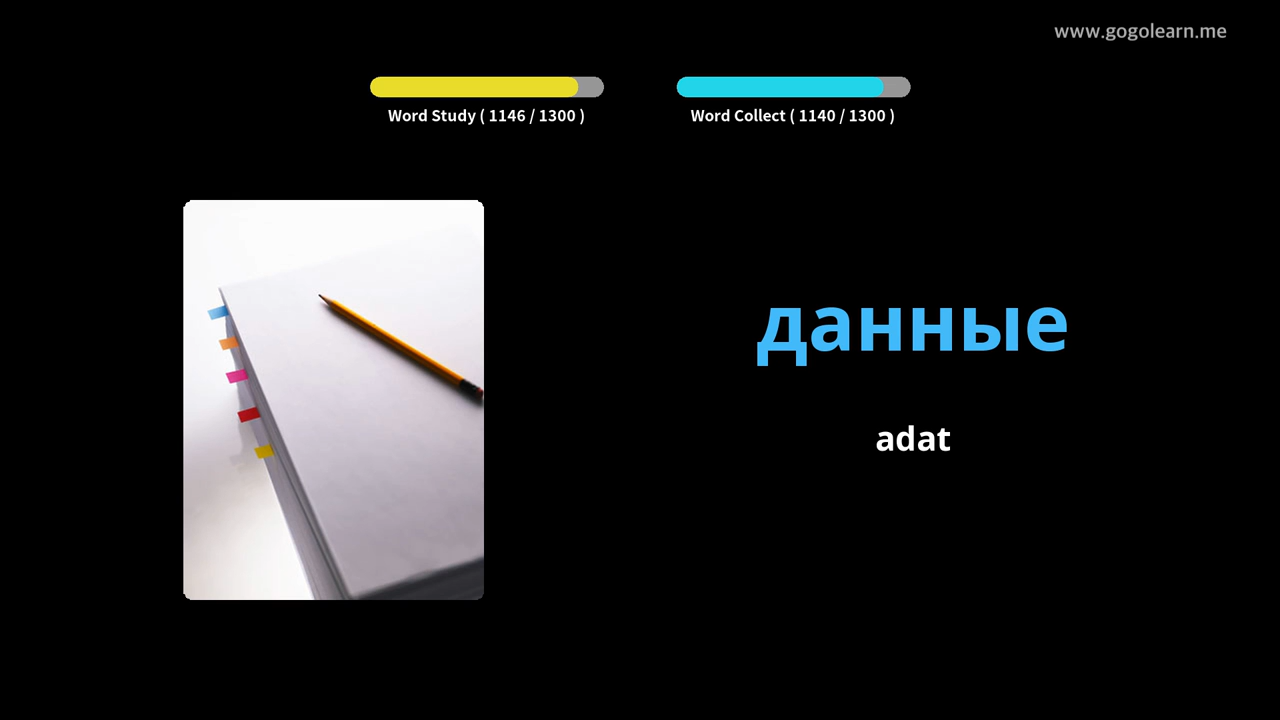 www.gogolearn.me
Word Study ( 1146 / 1300 )
Word Collect ( 1140 / 1300 )
данные
adat